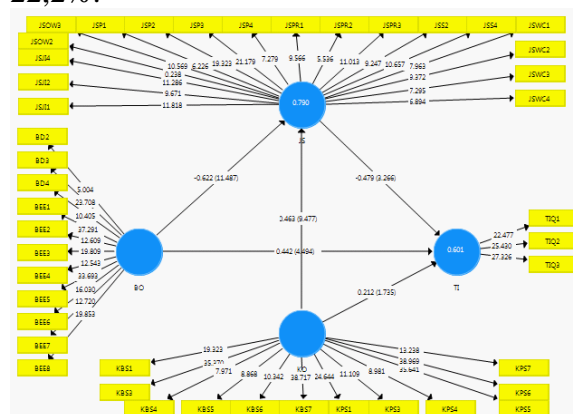 22,2%.
JSOW3 JSP1 JSP2 JSP3 JSP4 JSPR1 JSPR2 JSPR3 JSS2 JSS4 JSWC1
JSOW2
JSJI4
JSJI2
JSJI1
JSWC2
JSWC3
JSWC4
10.569 6.226 19.323 21.179 7.279 9.566 5.536 11.013 9.247 10.657 7.963
0.238
11.286
9.671
11.818
9.372
7.295
6.894
0.790
JS
BD2
BD3
BD4
BEE1
BEE2
BEE3
BEE4
BEE5
BEE6
BEE7
BEE8
5.004
23.708
10.405
37.291
12.609
19.809
12.543
33.693
16.030
12.720
19.853
BO
-0.622 (11.487)
-0.479 (3.266)
0.463 (9.477)
0.442 (4.494)
0.212 (1.735)
0.601
TI
22.477
25.430
27.326
TIQ1
TIQ2
TIQ3
KO
19.323
7.971 8.868 10.342 38.717 24.644 11.109 8.981
13.238
38.969
35.641
KBS1
KBS3
KBS4 KBS5 KBS6 KBS7 KPS1 KPS3 KPS4 KPS5
KPS6
KPS7